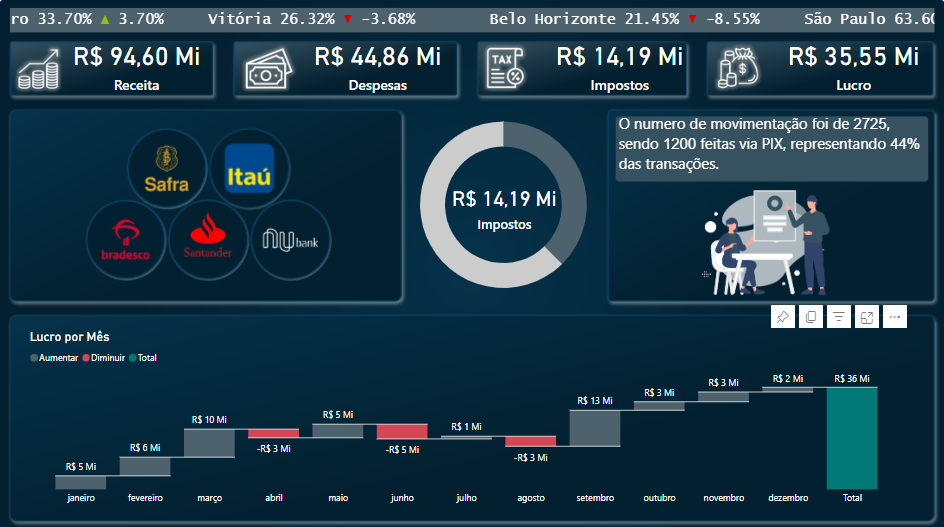 ro 33.70% ▲ 3.70% Vitória 26.32% ▼ -3.68% Belo Horizonte 21.45% ▼ -8.55% São Paulo 63.60
R$ 94,60 Mi
Receita
R$ 44,86 Mi
Despesas
TAX
%
R$ 14,19 Mi
Impostos
$
R$ 35,55 Mi
Lucro
Safra
Itaú
bradesco
Santander
nu bank
R$ 14,19 Mi
Impostos
O numero de movimentação foi de 2725,
sendo 1200 feitas via PIX, representando 44%
das transações.
Lucro por Mês
Aumentar Diminuir Total
R$ 5 Mi
R$ 6 Mi
R$ 10 Mi
-R$ 3 Mi
R$ 5 Mi
-R$ 5 Mi
R$ 1 Mi
-R$ 3 Mi
R$ 13 Mi
R$ 3 Mi
R$ 3 Mi
R$ 2 Mi
R$ 36 Mi
janeiro fevereiro março abril maio junho julho agosto setembro outubro novembro dezembro Total